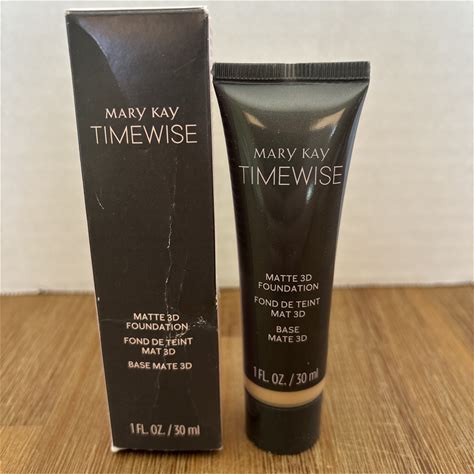 MARY KAY
TIMEWISE
MATTE 3D
FOUNDATION
FOND DE TEINT
MAT 3D
BASE MATE 3D
1 FL. OZ. / 30 ml
MARY KAY
TIMEWISE
MATTE 3D
FOUNDATION
FOND DE TEINT
MAT 3D
BASE
MATE 3D
1 FL. OZ. / 30 ml